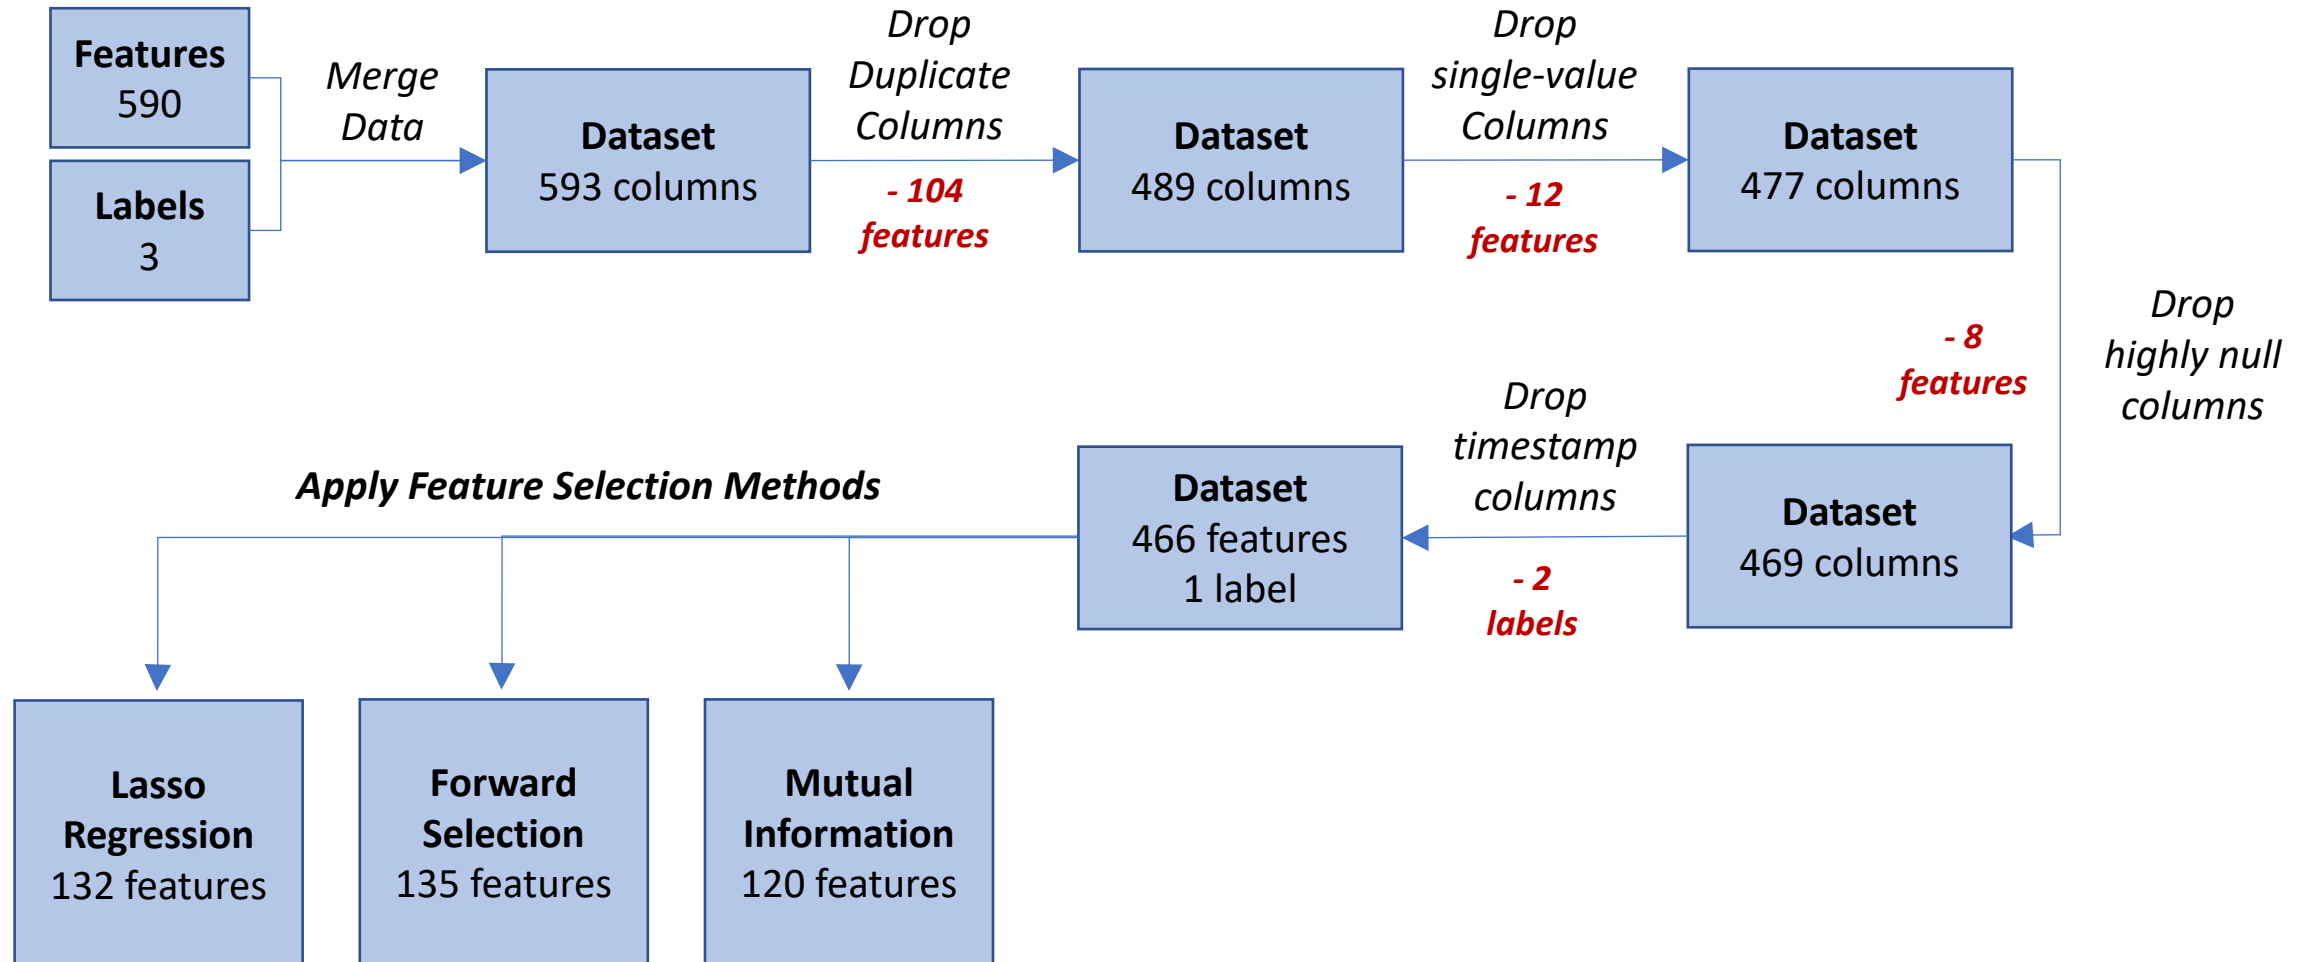 Features
590
Labels
3
Merge
Data
Dataset
593 columns
Drop
Duplicate
Columns
- 104
features
Dataset
489 columns
Drop
single-value
Columns
- 12
features
Dataset
477 columns
- 8
features
Drop
highly null
columns
Dataset
469 columns
Drop
timestamp
columns
- 2
labels
Dataset
466 features
1 label
Apply Feature Selection Methods
Lasso
Regression
132 features
Forward
Selection
135 features
Mutual
Information
120 features